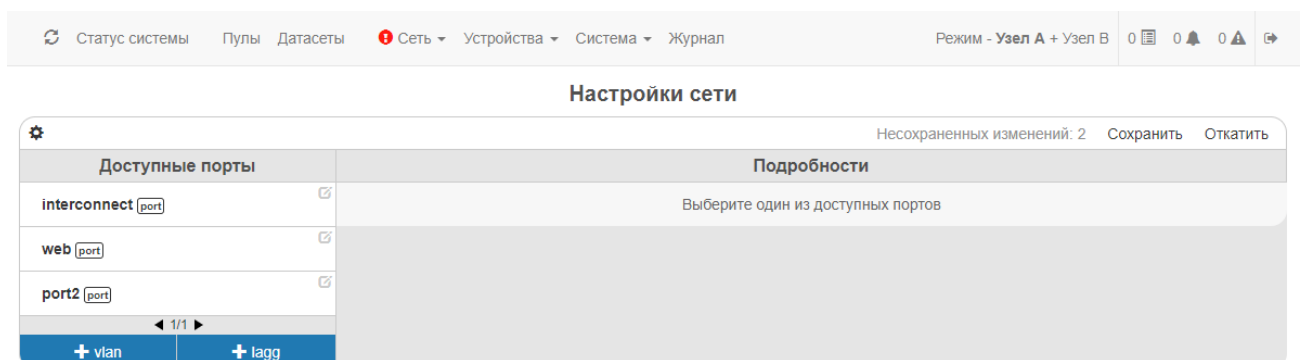 Статус системы Пулы Датасеты Сеть Устройства Система Журнал Режим - Узел A + Узел B 0 0 0
Настройки сети
Несохраненных изменений: 2 Сохранить Откатить
Доступные порты Подробности
interconnect port Выберите один из доступных портов
web port
port2 port
1/1
+ vlan + lagg